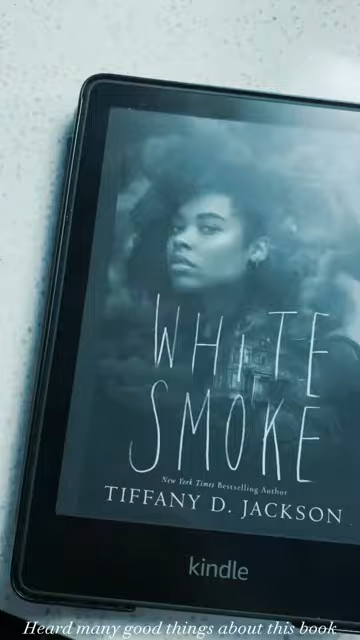 WHiTE
SMOKE
New York Times Bestselling Author
TIFFANY D. JACKSON
kindle
Heard many good things about this book